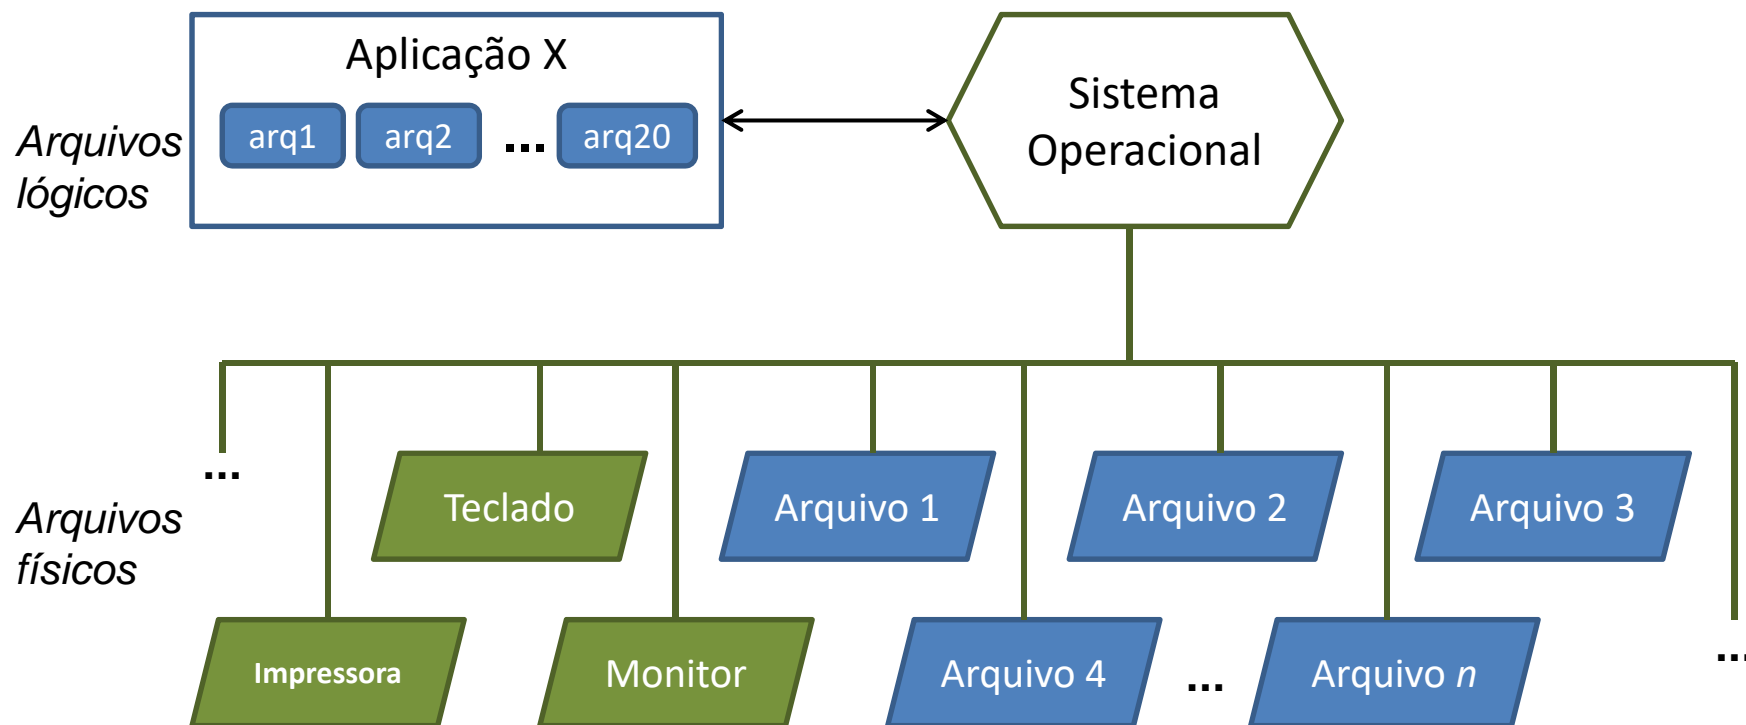 Aplicação X
Sistema
Operacional
Arquivos
lógicos
arq1 arq2 ... arq20
...
Teclado Arquivo 1 Arquivo 2 Arquivo 3
Arquivos
físicos
Impressora Monitor Arquivo 4 ... Arquivo n ...